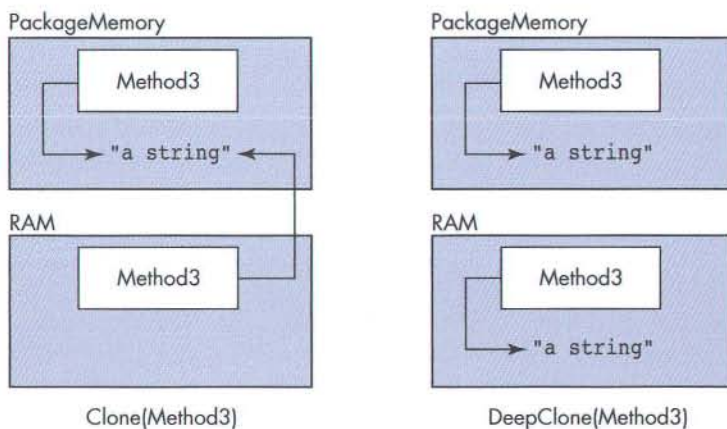 PackageMemory
Method3
"a string"
RAM
Method3
Clone(Method3)
PackageMemory
Method3
"a string"
RAM
Method3
"a string"
DeepClone(Method3)